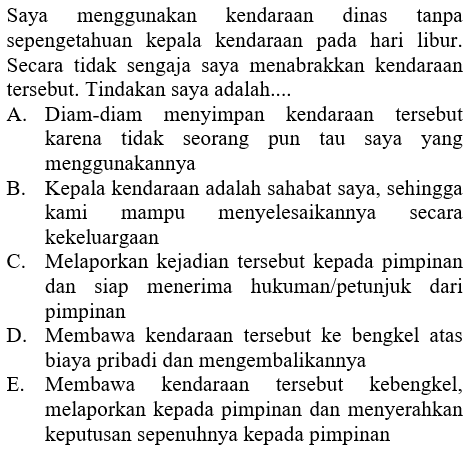 Saya menggunakan kendaraan dinas tanpa
sepengetahuan kepala kendaraan pada hari libur.
Secara tidak sengaja saya menabrakkan kendaraan
tersebut. Tindakan saya adalah....
A. Diam-diam menyimpan kendaraan tersebut
karena tidak seorang pun tau saya yang
menggunakannya
B. Kepala kendaraan adalah sahabat saya, sehingga
kami mampu menyelesaikannya secara
kekeluargaan
C. Melaporkan kejadian tersebut kepada pimpinan
dan siap menerima hukuman/petunjuk dari
pimpinan
D. Membawa kendaraan tersebut ke bengkel atas
biaya pribadi dan mengembalikannya
E. Membawa kendaraan tersebut kebengkel,
melaporkan kepada pimpinan dan menyerahkan
keputusan sepenuhnya kepada pimpinan